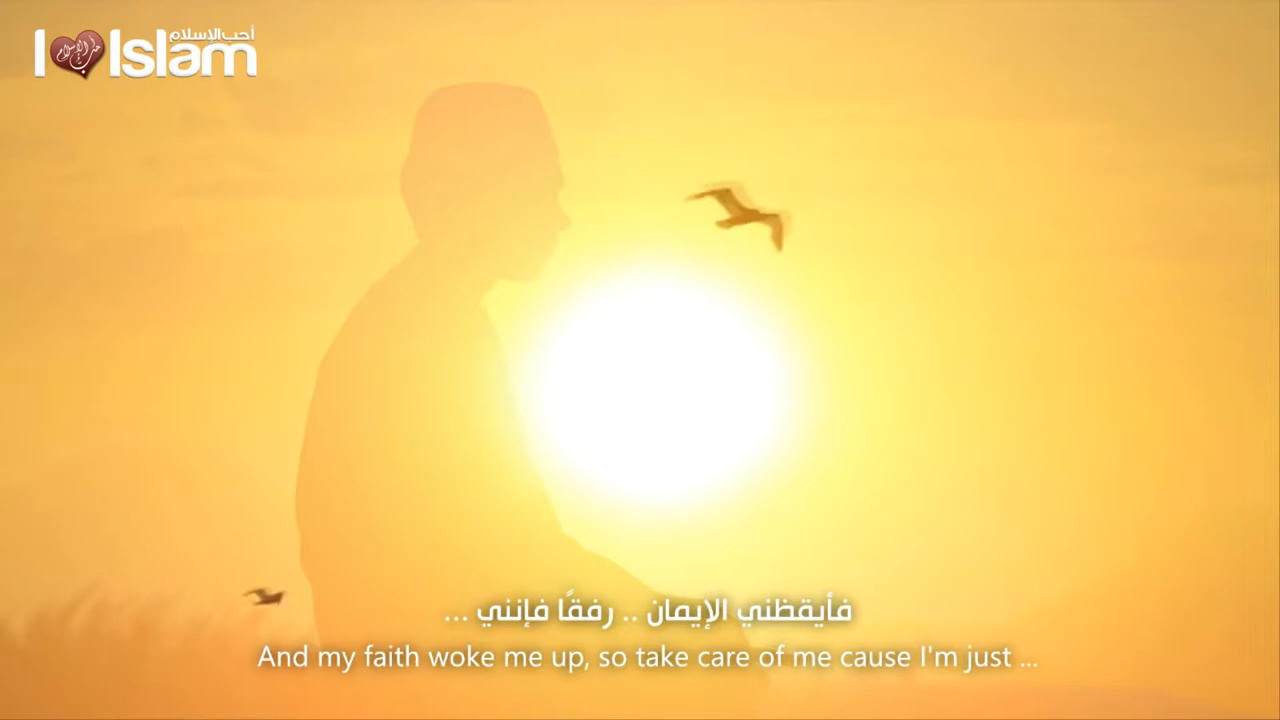 أحب الإسلام
I Islam
فأيقظني الإيمان .. رفقًا فإنني ...
And my faith woke me up, so take care of me cause I'm just ...